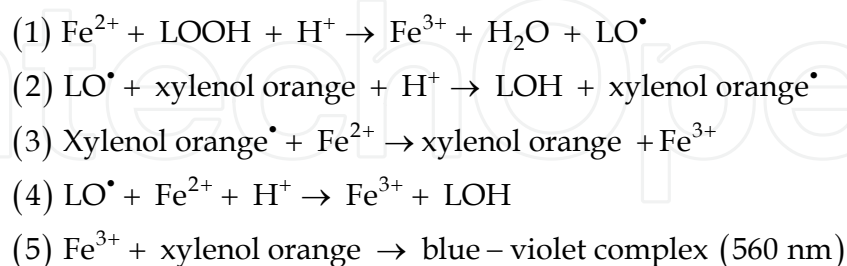 (1) Fe²⁺ + LOOH + H⁺ → Fe³⁺ + H₂O + LO•
(2) LO• + xylenol orange + H⁺ → LOH + xylenol orange•
(3) Xylenol orange• + Fe²⁺ → xylenol orange + Fe³⁺
(4) LO• + Fe²⁺ + H⁺ → Fe³⁺ + LOH
(5) Fe³⁺ + xylenol orange → blue – violet complex (560 nm)